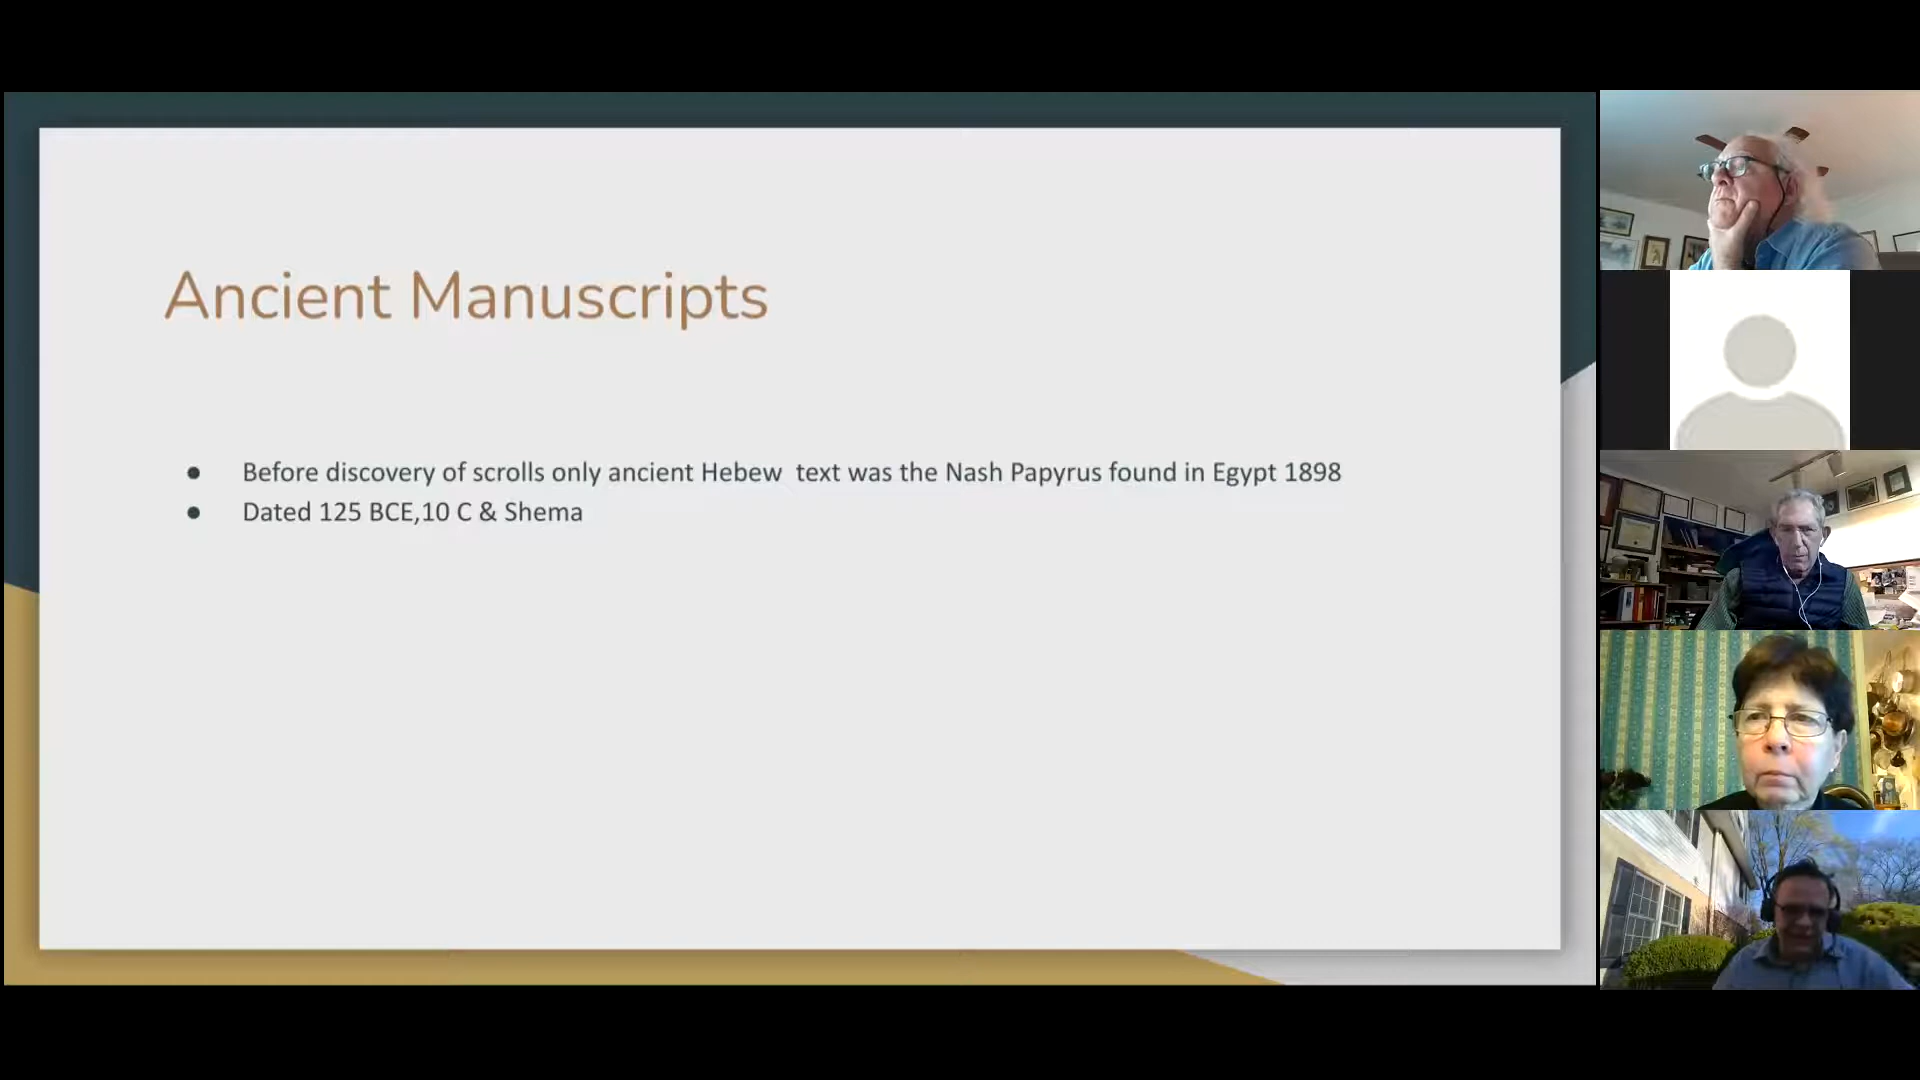 Ancient Manuscripts
● Before discovery of scrolls only ancient Hebew text was the Nash Papyrus found in Egypt 1898
● Dated 125 BCE,10 C & Shema